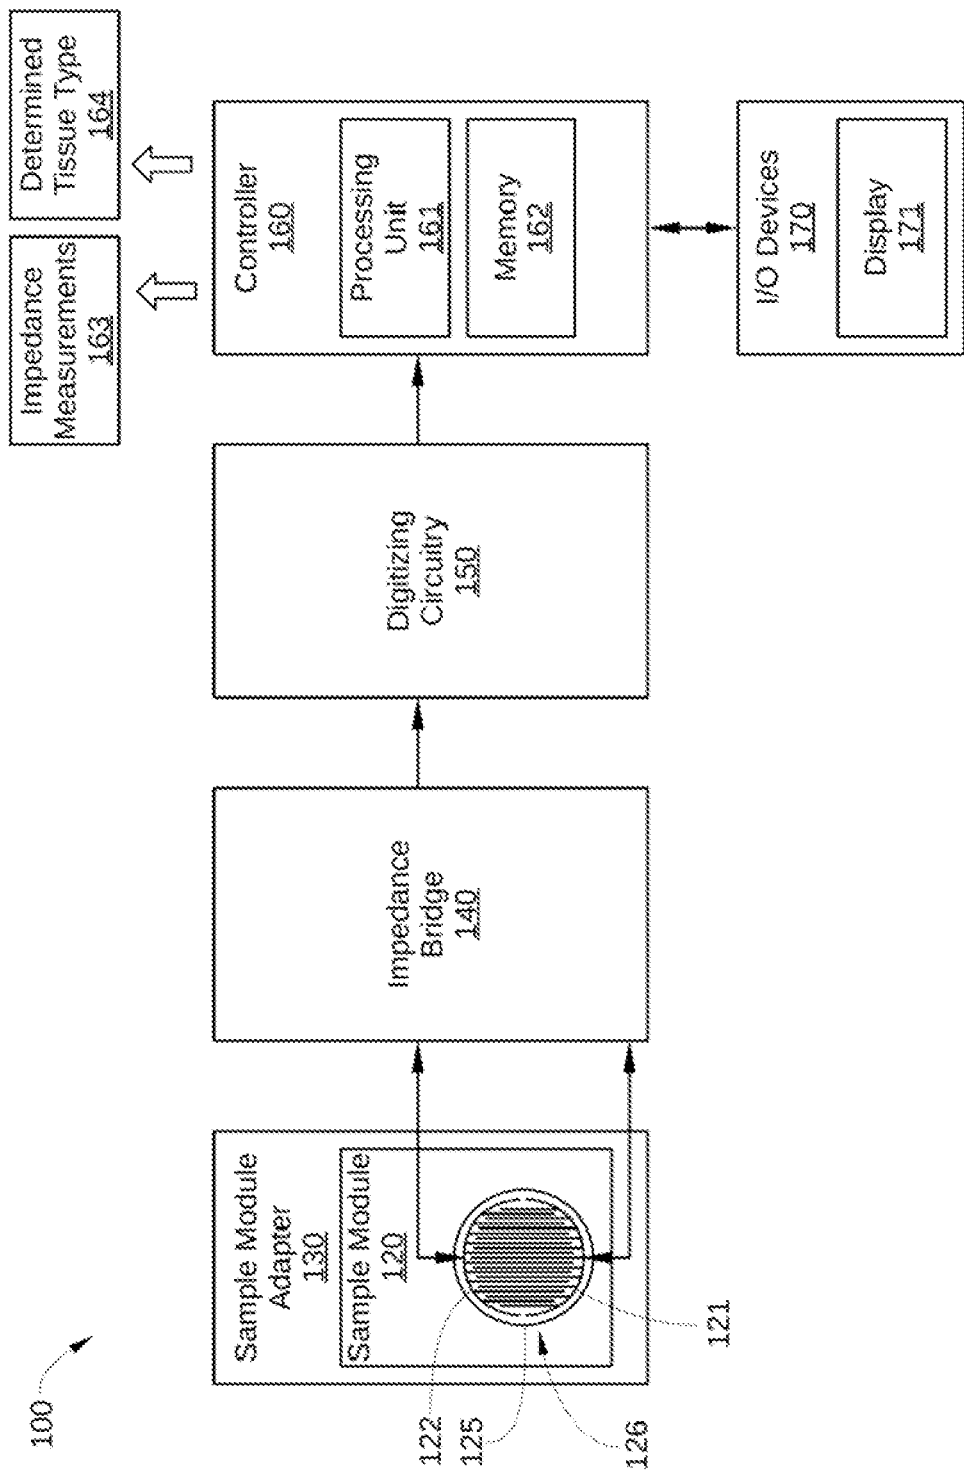 100
Sample Module
Adapter
130
Sample Module
120
122
125
126
121
Impedance
Bridge
140
Digitizing
Circuitry
150
Controller
160
Processing
Unit
161
Memory
162
Impedance
Measurements
163
Determined
Tissue Type
164
I/O Devices
170
Display
171